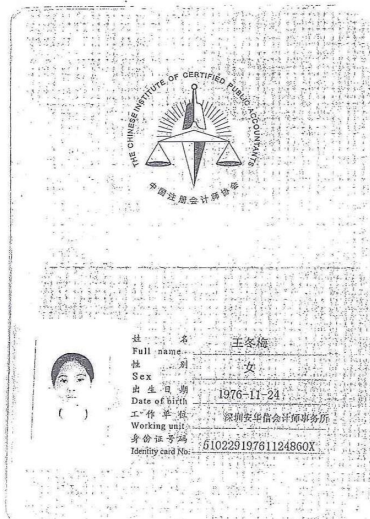 THE CHINESE INSTITUTE OF CERTIFIED PUBLIC ACCOUNTANTS
中国注册会计师协会
姓 名 王冬梅
Full name
性 别 女
Sex
出 生 日 期 1976-11-24
Date of birth
工 作 单 位 深圳安华信会计师事务所
Working unit
身份证号码 51022919761124860X
Identity card No.